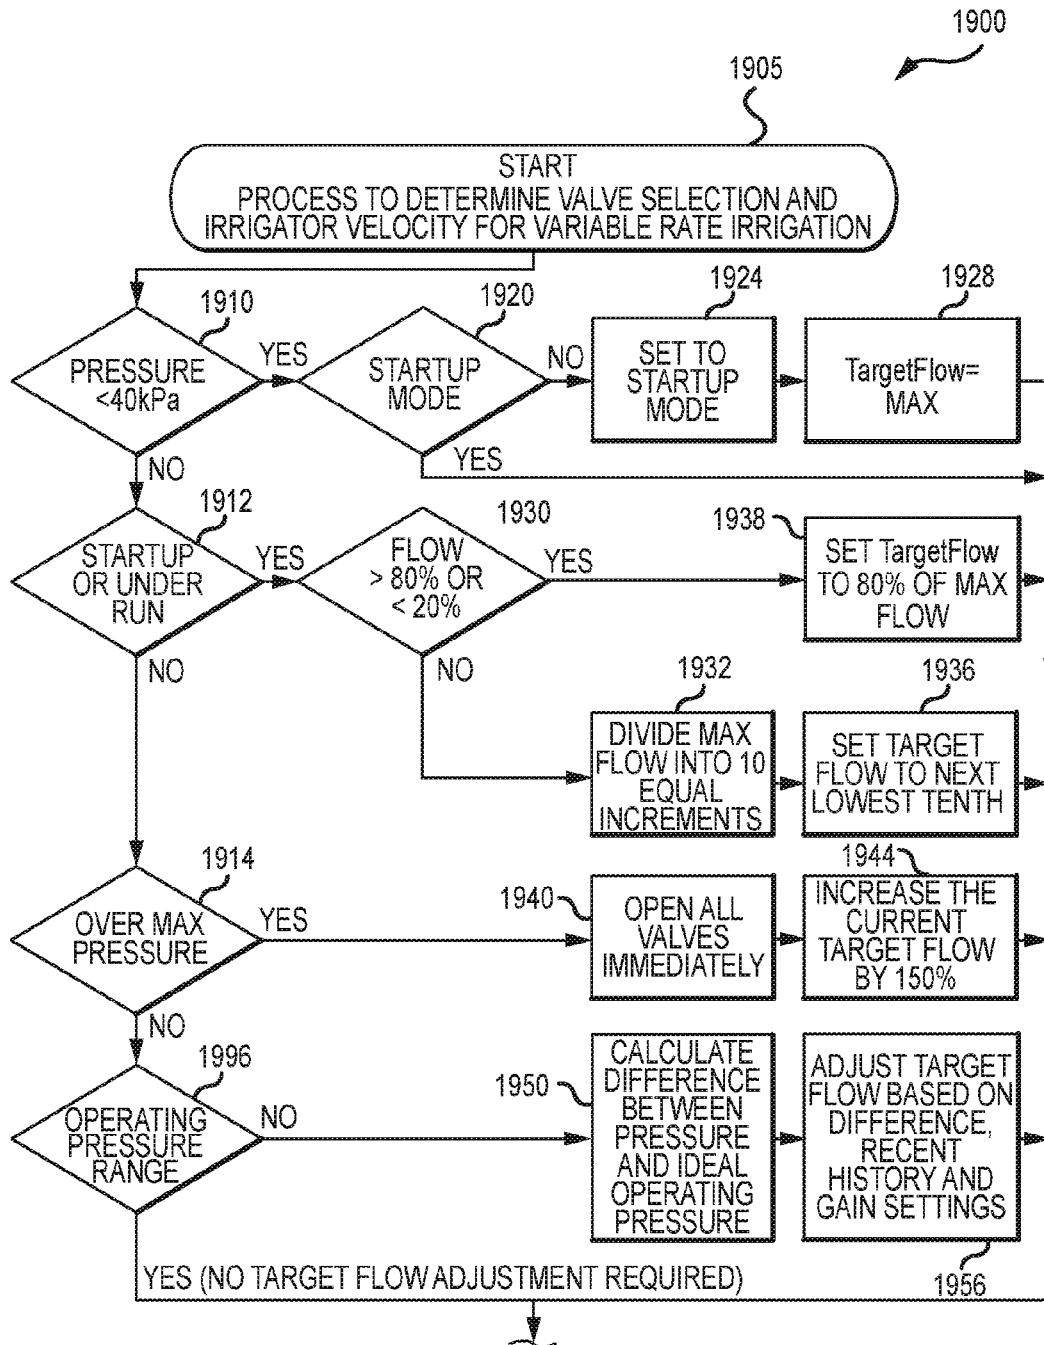 1900
1905
START
PROCESS TO DETERMINE VALVE SELECTION AND
IRRIGATOR VELOCITY FOR VARIABLE RATE IRRIGATION
1910
PRESSURE
<40kPa
YES
NO
1920
STARTUP
MODE
NO
YES
1924
SET TO
STARTUP
MODE
1928
TargetFlow=
MAX
1912
STARTUP
OR UNDER
RUN
YES
NO
1930
FLOW
> 80% OR
< 20%
YES
NO
1938
SET TargetFlow
TO 80% OF MAX
FLOW
1932
DIVIDE MAX
FLOW INTO 10
EQUAL
INCREMENTS
1936
SET TARGET
FLOW TO NEXT
LOWEST TENTH
1914
OVER MAX
PRESSURE
YES
NO
1940
OPEN ALL
VALVES
IMMEDIATELY
1944
INCREASE THE
CURRENT
TARGET FLOW
BY 150%
1996
OPERATING
PRESSURE
RANGE
NO
1950
CALCULATE
DIFFERENCE
BETWEEN
PRESSURE
AND IDEAL
OPERATING
PRESSURE
ADJUST TARGET
FLOW BASED ON
DIFFERENCE,
RECENT
HISTORY AND
GAIN SETTINGS
1956
YES (NO TARGET FLOW ADJUSTMENT REQUIRED)